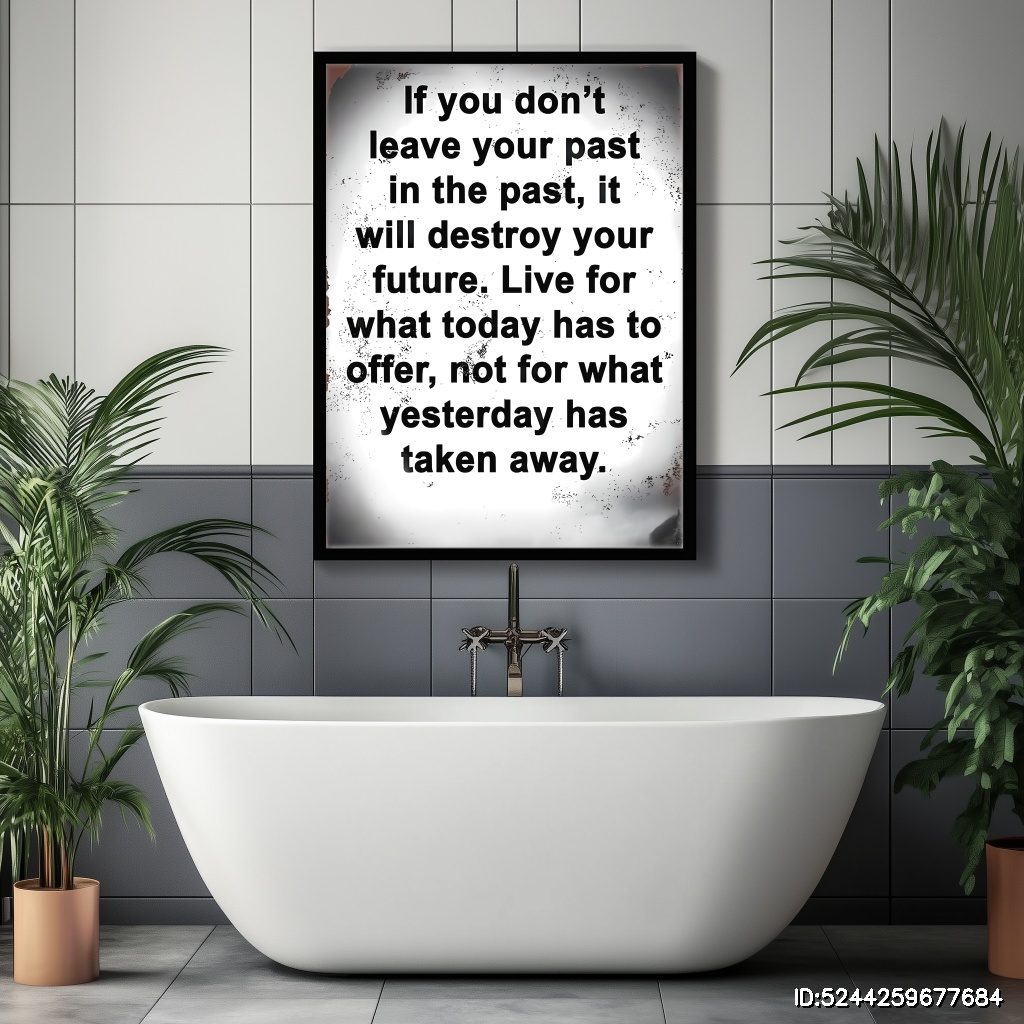 If you don’t
leave your past
in the past, it
will destroy your
future. Live for
what today has to
offer, not for what
yesterday has
taken away.
ID:5244259677684